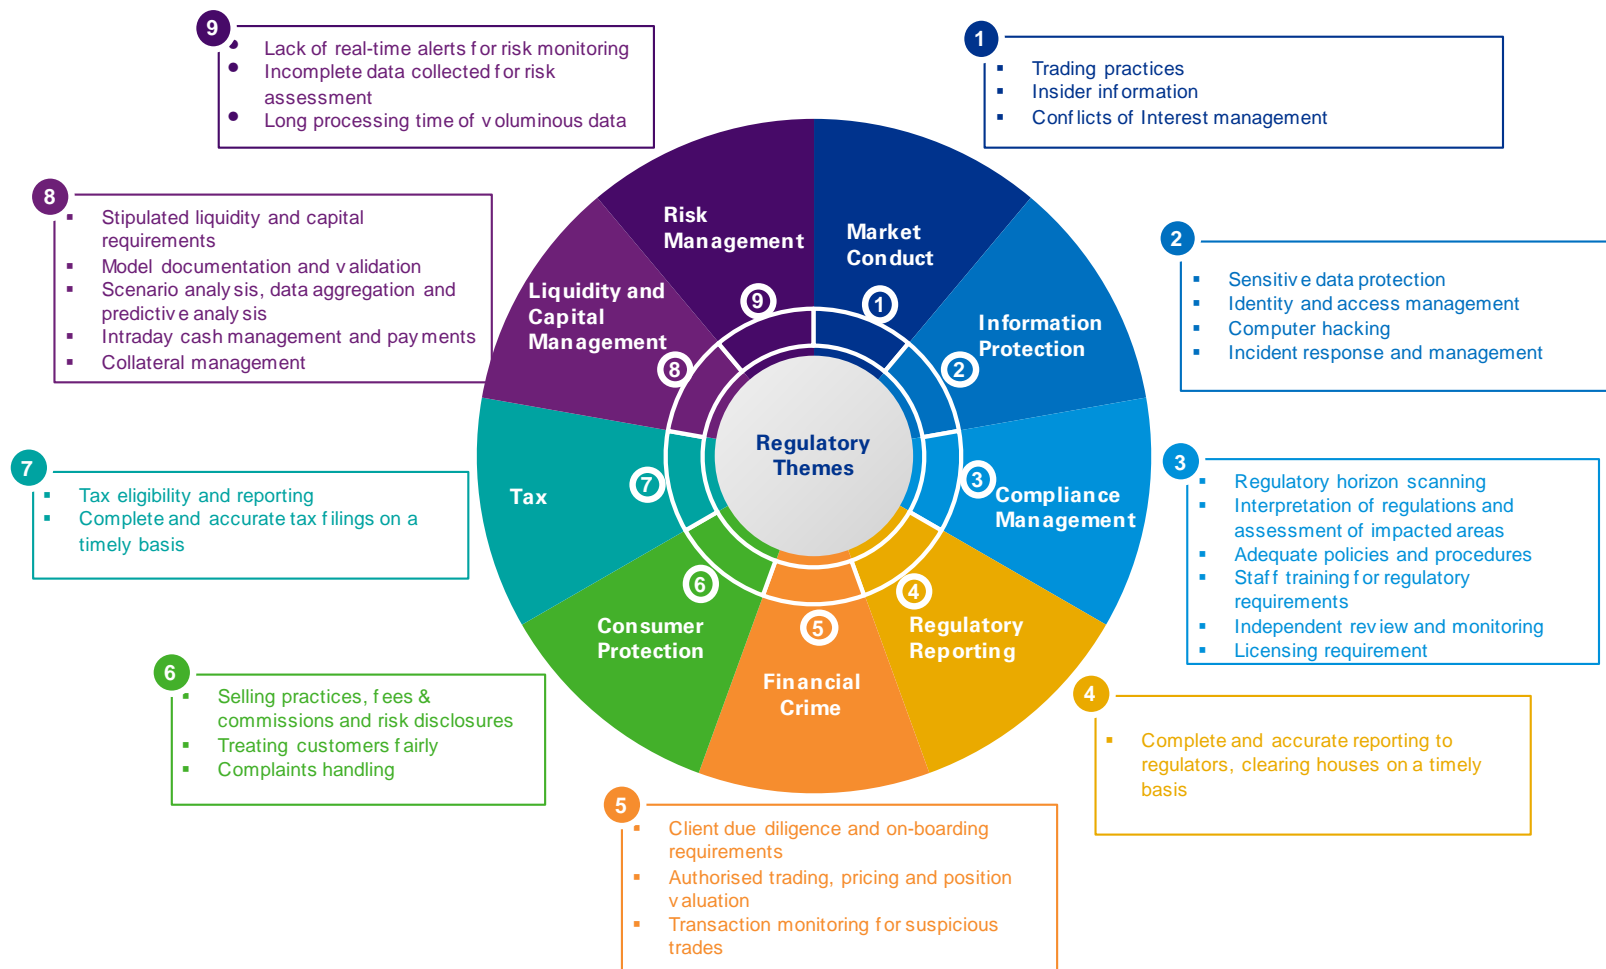 9
Lack of real-time alerts for risk monitoring
Incomplete data collected for risk
assessment
Long processing time of voluminous data
1
Trading practices
Insider information
Conflicts of Interest management
8
Stipulated liquidity and capital
requirements
Model documentation and validation
Scenario analysis, data aggregation and
predictive analysis
Intraday cash management and payments
Collateral management
2
Sensitive data protection
Identity and access management
Computer hacking
Incident response and management
7
Tax eligibility and reporting
Complete and accurate tax filings on a
timely basis
3
Regulatory horizon scanning
Interpretation of regulations and
assessment of impacted areas
Adequate policies and procedures
Staff training for regulatory
requirements
Independent review and monitoring
Licensing requirement
6
Selling practices, fees &
commissions and risk disclosures
Treating customers fairly
Complaints handling
4
Complete and accurate reporting to
regulators, clearing houses on a timely
basis
5
Client due diligence and on-boarding
requirements
Authorised trading, pricing and position
valuation
Transaction monitoring for suspicious
trades
Risk
Management
9
Market
Conduct
1
Liquidity and
Capital
Management
8
Information
Protection
2
Regulatory
Themes
Tax
7
3
Compliance
Management
6
Consumer
Protection
5
Financial
Crime
4
Regulatory
Reporting